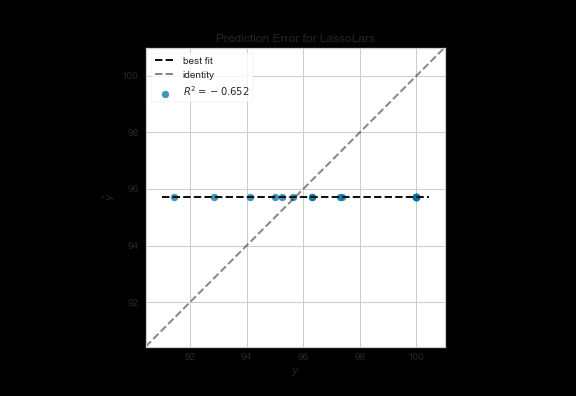 Prediction Error for LassoLars
best fit
identity
R² = − 0.652
100
98
96
94
92
ŷ
92 94 96 98 100
y